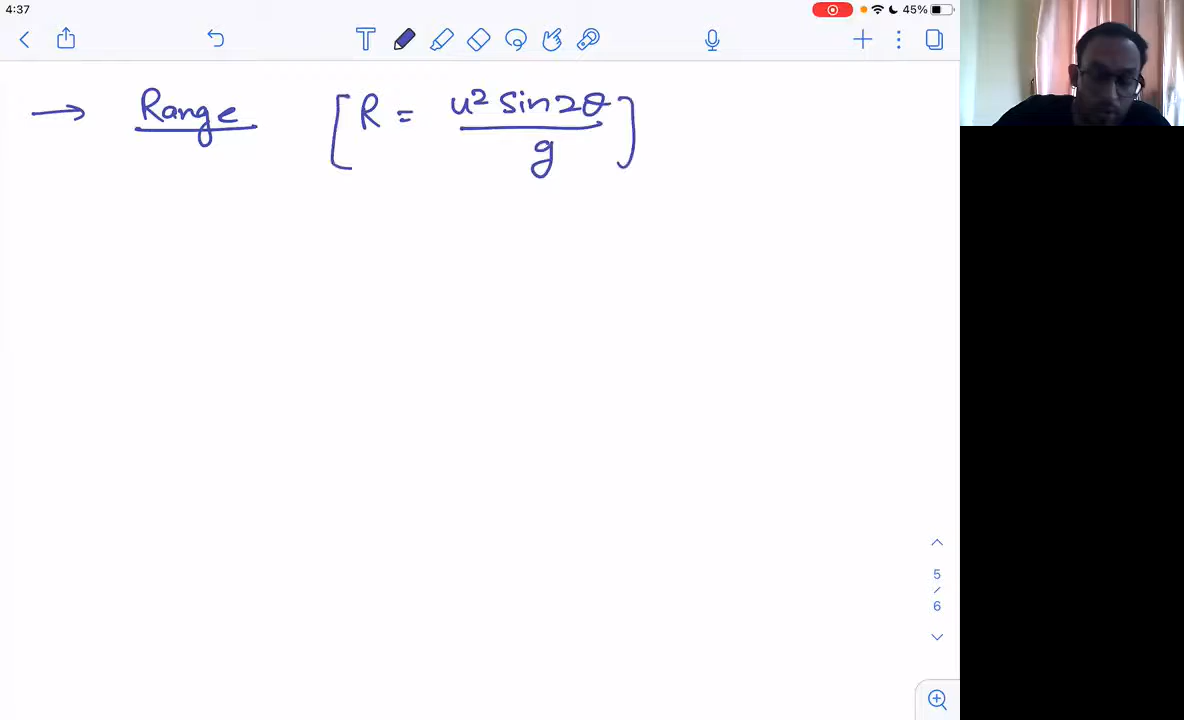 4:37
45%
T
→ Range [R = u² sin2θ / g]
5
/
6